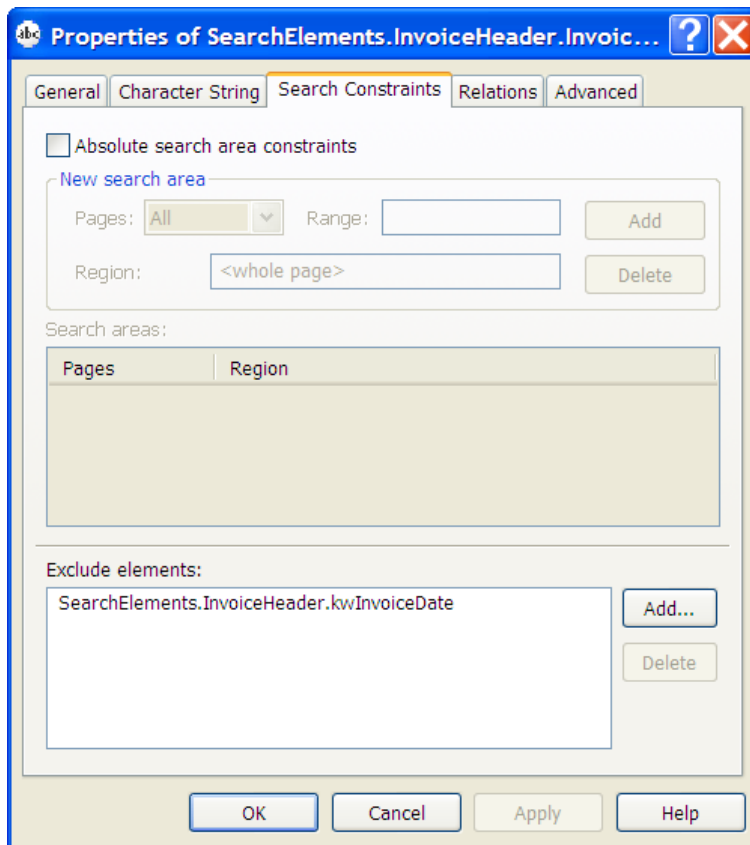 abc Properties of SearchElements.InvoiceHeader.Invoic... ?
General Character String Search Constraints Relations Advanced
Absolute search area constraints
New search area
Pages: All Range: Add
Region: <whole page> Delete
Search areas:
Pages Region
Exclude elements:
SearchElements.InvoiceHeader.kwInvoiceDate Add...
Delete
OK Cancel Apply Help